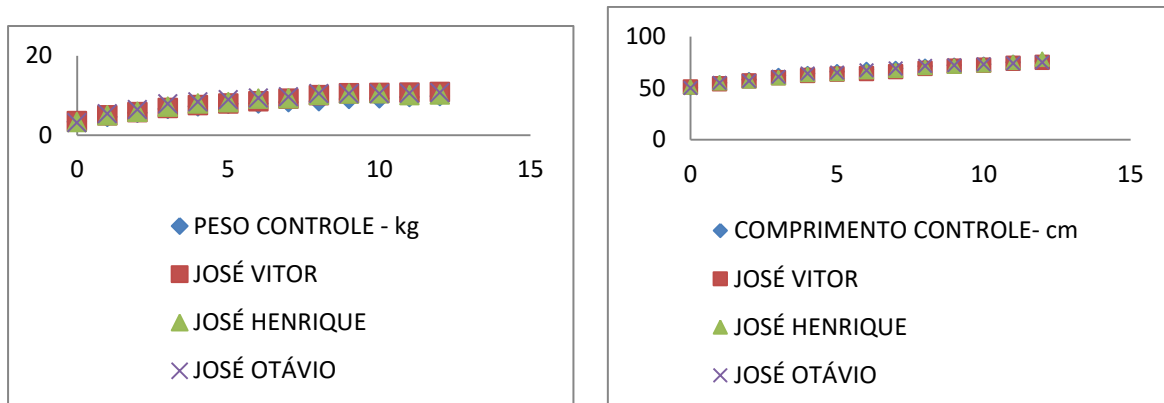 20
0
0
5
10
15
PESO CONTROLE - kg
JOSÉ VITOR
JOSÉ HENRIQUE
JOSÉ OTÁVIO
100
50
0
0
5
10
15
COMPRIMENTO CONTROLE- cm
JOSÉ VITOR
JOSÉ HENRIQUE
JOSÉ OTÁVIO